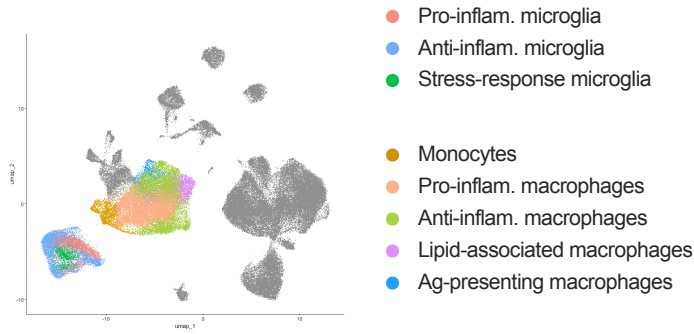 Pro-inflam. microglia
Anti-inflam. microglia
Stress-response microglia
Monocytes
Pro-inflam. macrophages
Anti-inflam. macrophages
Lipid-associated macrophages
Ag-presenting macrophages
umap_2
10
0
-10
-10
0
10
umap_1